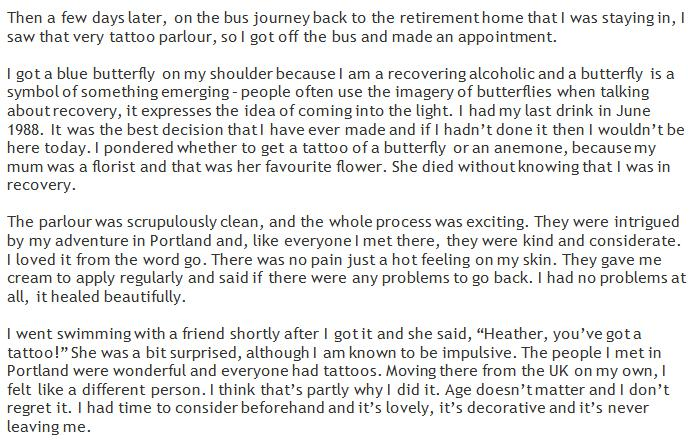 Then a few days later, on the bus journey back to the retirement home that I was staying in, I
saw that very tattoo parlour, so I got off the bus and made an appointment.
I got a blue butterfly on my shoulder because I am a recovering alcoholic and a butterfly is a
symbol of something emerging - people often use the imagery of butterflies when talking
about recovery, it expresses the idea of coming into the light. I had my last drink in June
1988. It was the best decision that I have ever made and if I hadn't done it then I wouldn't be
here today. I pondered whether to get a tattoo of a butterfly or an anemone, because my
mum was a florist and that was her favourite flower. She died without knowing that I was in
recovery.
The parlour was scrupulously clean, and the whole process was exciting. They were intrigued
by my adventure in Portland and, like everyone I met there, they were kind and considerate.
I loved it from the word go. There was no pain just a hot feeling on my skin. They gave me
cream to apply regularly and said if there were any problems to go back. I had no problems at
all, it healed beautifully.
I went swimming with a friend shortly after I got it and she said, “Heather, you’ve got a
tattoo!” She was a bit surprised, although I am known to be impulsive. The people I met in
Portland were wonderful and everyone had tattoos. Moving there from the UK on my own, I
felt like a different person. I think that’s partly why I did it. Age doesn’t matter and I don’t
regret it. I had time to consider beforehand and it’s lovely, it’s decorative and it’s never
leaving me.